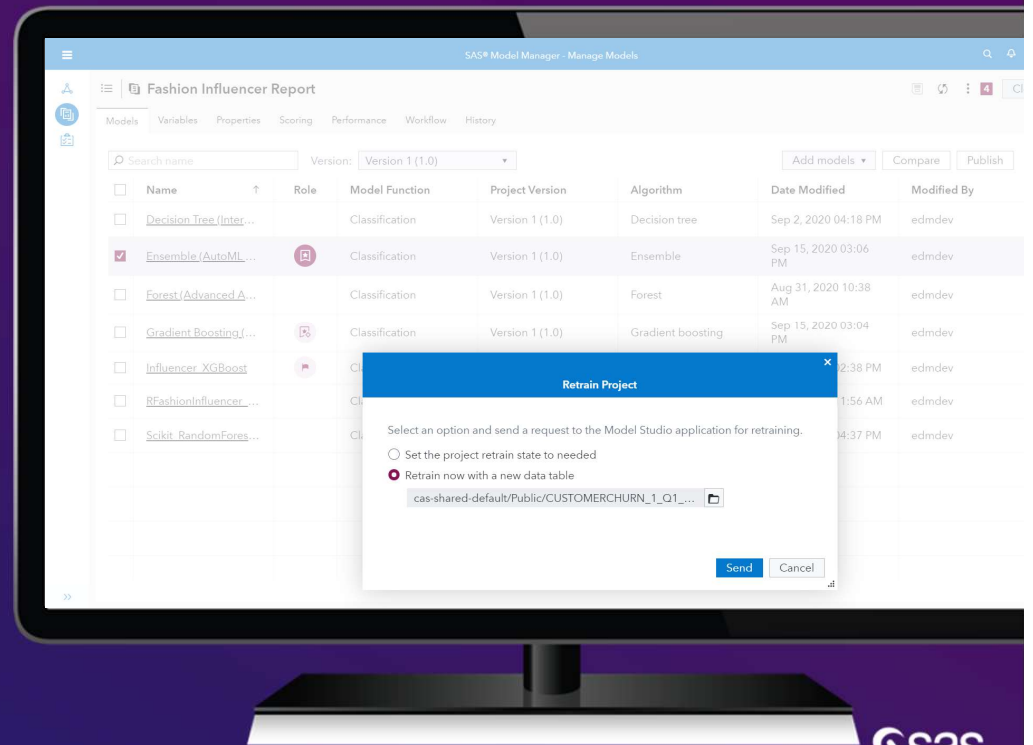 SAS® Model Manager - Manage Models
Fashion Influencer Report
4
Models Variables Properties Scoring Performance Workflow History
Search name
Version: Version 1 (1.0)
Add models Compare Publish
Name Role Model Function Project Version Algorithm Date Modified Modified By
Decision Tree (Inter... Classification Version 1 (1.0) Decision tree Sep 2, 2020 04:18 PM edmdev
Ensemble (AutoML ... Classification Version 1 (1.0) Ensemble Sep 15, 2020 03:06 PM edmdev
Forest (Advanced A... Classification Version 1 (1.0) Forest Aug 31, 2020 10:38 AM edmdev
Gradient Boosting (... Classification Version 1 (1.0) Gradient boosting Sep 15, 2020 03:04 PM edmdev
Influencer_XGBoost 2:38 PM edmdev
RFashionInfluencer_... 1:56 AM edmdev
Scikit_RandomFores... 4:37 PM edmdev
Retrain Project
Select an option and send a request to the Model Studio application for retraining.
Set the project retrain state to needed
Retrain now with a new data table
cas-shared-default/Public/CUSTOMERCHURN_1_Q1_...
Send Cancel
sas